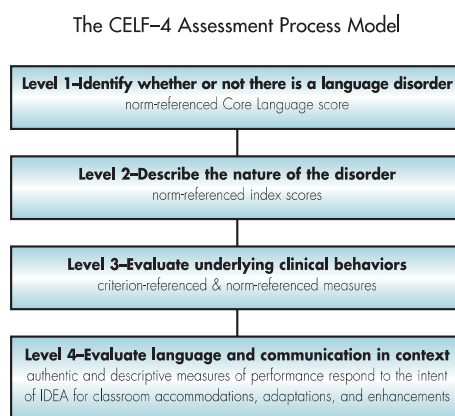 The CELF–4 Assessment Process Model
Level 1–Identify whether or not there is a language disorder
norm-referenced Core Language score
Level 2–Describe the nature of the disorder
norm-referenced index scores
Level 3–Evaluate underlying clinical behaviors
criterion-referenced & norm-referenced measures
Level 4–Evaluate language and communication in context
authentic and descriptive measures of performance respond to the intent
of IDEA for classroom accommodations, adaptations, and enhancements